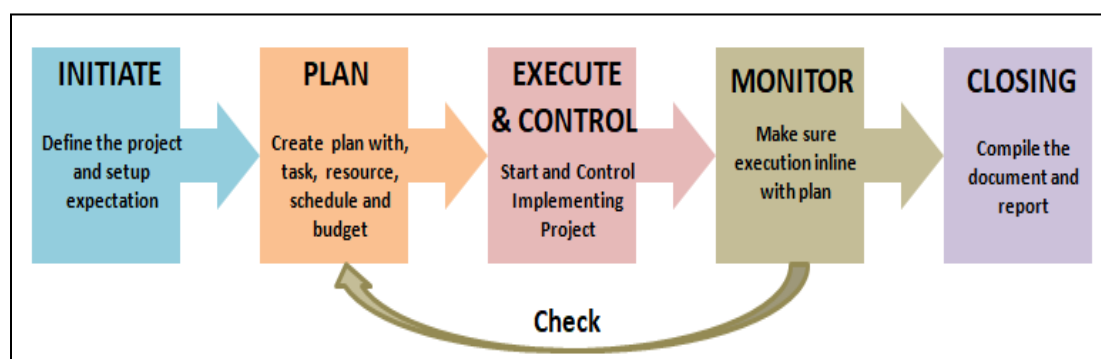 INITIATE
Define the project
and setup
expectation
PLAN
Create plan with,
task, resource,
schedule and
budget
EXECUTE
& CONTROL
Start and Control
Implementing
Project
MONITOR
Make sure
execution inline
with plan
CLOSING
Compile the
document and
report
Check